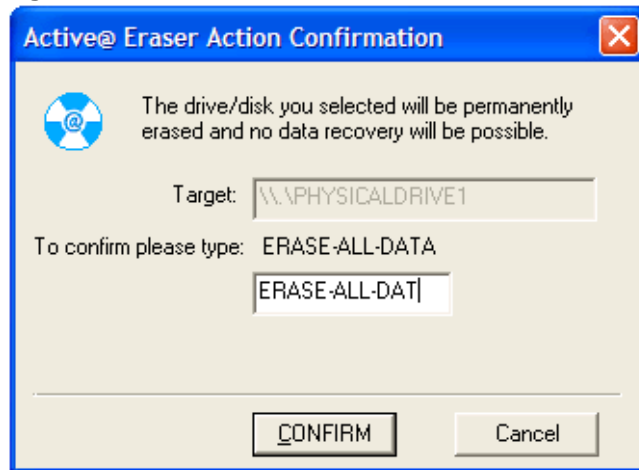 Active@ Eraser Action Confirmation
The drive/disk you selected will be permanently
erased and no data recovery will be possible.
Target: \\.\PHYSICALDRIVE1
To confirm please type: ERASE-ALL-DATA
ERASE-ALL-DAT
CONFIRM Cancel